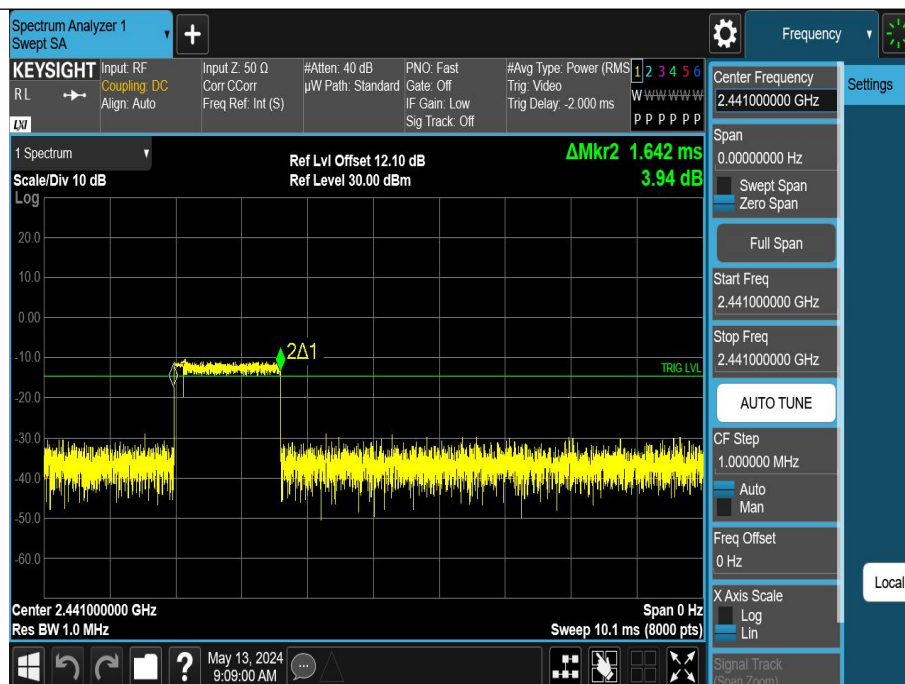 Spectrum Analyzer 1
Swept SA
Frequency
KEYSIGHT
RL
LXI
Input: RF
Coupling: DC
Align: Auto
Input Z: 50 Ω
Corr CCorr
Freq Ref: Int (S)
#Atten: 40 dB
µW Path: Standard
PNO: Fast
Gate: Off
IF Gain: Low
Sig Track: Off
#Avg Type: Power (RMS
Trig: Video
Trig Delay: -2.000 ms
1 2 3 4 5 6
W W W W W W
P P P P P P
1 Spectrum
Scale/Div 10 dB
Log
Ref Lvl Offset 12.10 dB
Ref Level 30.00 dBm
ΔMkr2 1.642 ms
3.94 dB
20.0
10.0
0.00
-10.0
-20.0
-30.0
-40.0
-50.0
-60.0
2Δ1
TRIG LVL
Center 2.441000000 GHz
Res BW 1.0 MHz
Span 0 Hz
Sweep 10.1 ms (8000 pts)
May 13, 2024
9:09:00 AM
Center Frequency
2.441000000 GHz
Span
0.00000000 Hz
Swept Span
Zero Span
Full Span
Start Freq
2.441000000 GHz
Stop Freq
2.441000000 GHz
AUTO TUNE
CF Step
1.000000 MHz
Auto
Man
Freq Offset
0 Hz
X Axis Scale
Log
Lin
Signal Track
(Span Zoom)
Settings
Local